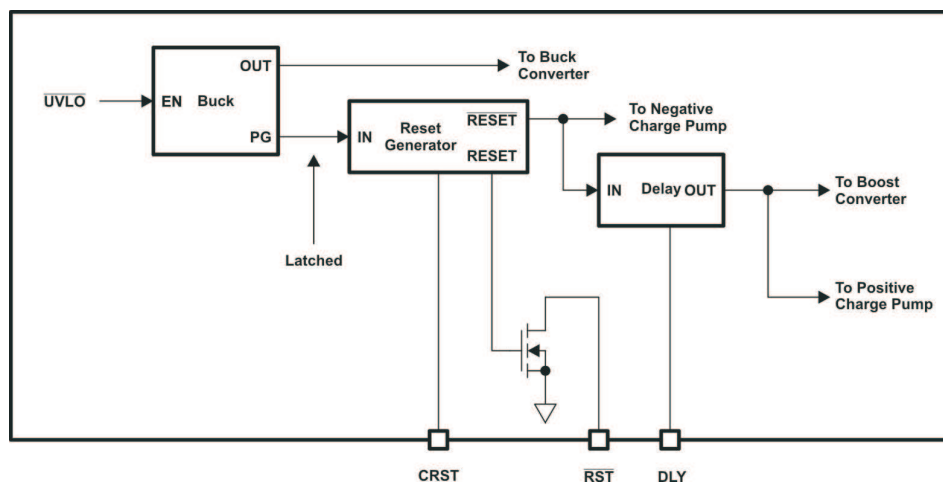 OUT
To Buck
Converter
UVLO
EN
Buck
PG
IN
Reset
Generator
RESET
RESET
To Negative
Charge Pump
IN
Delay
OUT
To Boost
Converter
Latched
To Positive
Charge Pump
CRST
RST
DLY